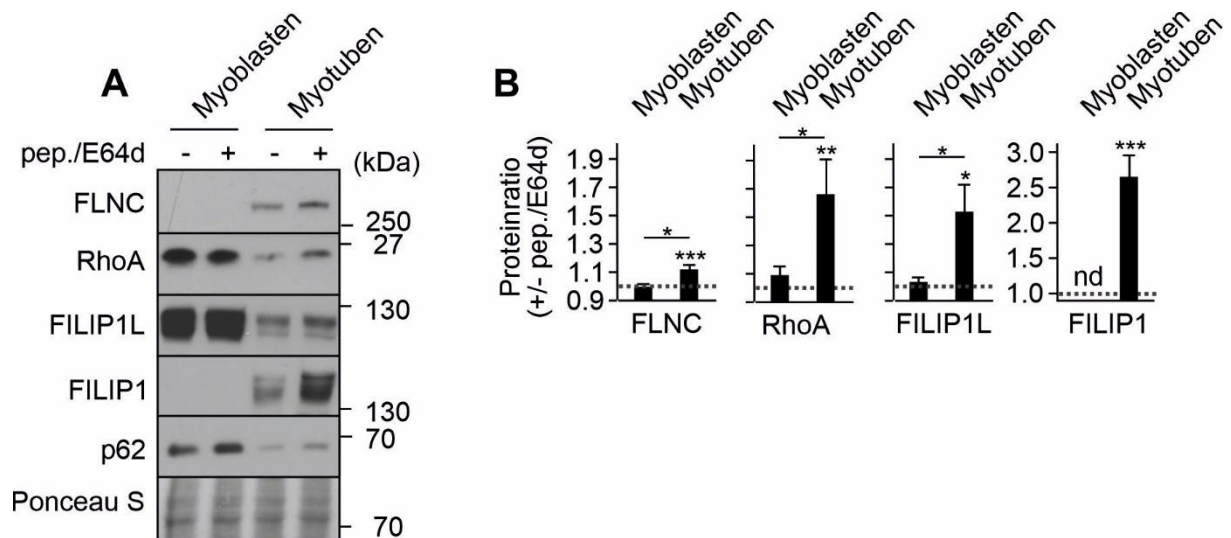 A
Myoblasten
Myotuben
pep./E64d - + - + (kDa)
FLNC
250
27
RhoA
130
FILIP1L
FILIP1
130
70
p62
Ponceau S
70
B
Myoblasten
Myotuben
Myoblasten
Myotuben
Myoblasten
Myotuben
Myoblasten
Myotuben
Proteinratio
(+/- pep./E64d)
1.9
1.7
1.5
1.3
1.1
0.9
*
***
FLNC
*
**
RhoA
*
*
FILIP1L
3.0
2.5
2.0
1.5
1.0
***
nd
FILIP1